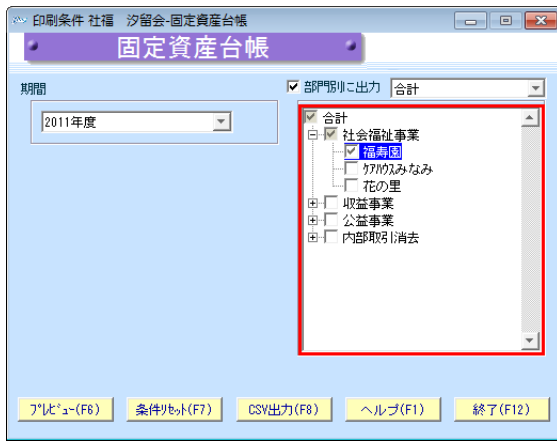 印刷条件 社福　汐留会-固定資産台帳
固定資産台帳
期間
部門別に出力
合計
2011年度
合計
社会福祉事業
福寿園
ｹｱﾊｳｽみなみ
花の里
収益事業
公益事業
内部取引消去
ﾌﾟﾚﾋﾞｭｰ(F6)
条件ﾘｾｯﾄ(F7)
CSV出力(F8)
ヘルプ(F1)
終了(F12)